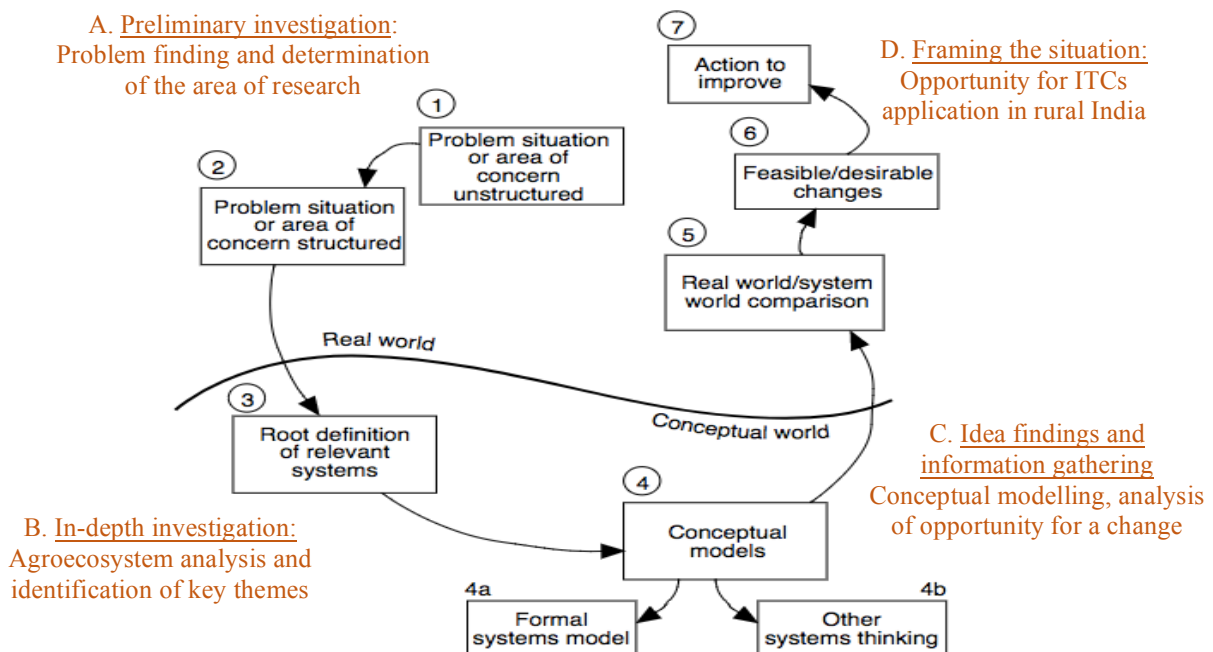 A. Preliminary investigation:
Problem finding and determination
of the area of research
1
Problem situation
or area of
concern
unstructured
2
Problem situation
or area of
concern structured
7
Action to
improve
D. Framing the situation:
Opportunity for ITCs
application in rural India
6
Feasible/desirable
changes
5
Real world/system
world comparison
Real world
Conceptual world
3
Root definition
of relevant
systems
B. In-depth investigation:
Agroecosystem analysis and
identification of key themes
4
Conceptual
models
C. Idea findings and
information gathering
Conceptual modelling, analysis
of opportunity for a change
4a
Formal
systems model
4b
Other
systems thinking